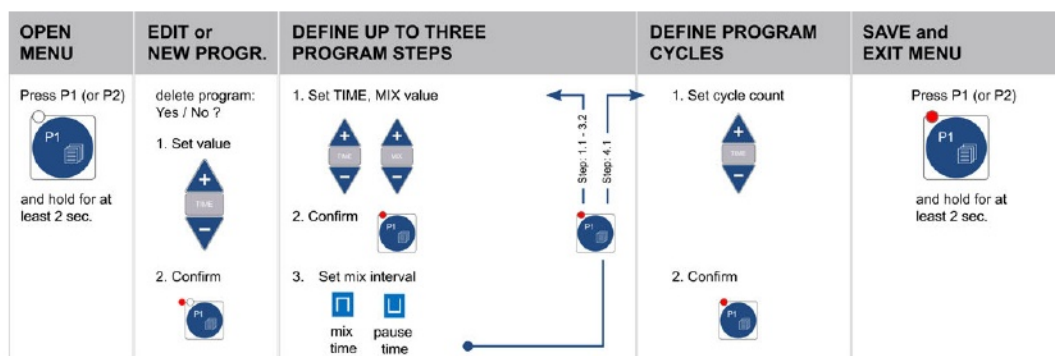 OPEN
MENU
EDIT or
NEW PROGR.
DEFINE UP TO THREE
PROGRAM STEPS
DEFINE PROGRAM
CYCLES
SAVE and
EXIT MENU
Press P1 (or P2)
P1
and hold for at
least 2 sec.
delete program:
Yes / No ?
1. Set value
+
TIME
−
2. Confirm
P1
1. Set TIME, MIX value
+ +
TIME MIX
− −
2. Confirm
P1
3. Set mix interval
mix
time
pause
time
Step: 1.1 - 3.2
Step: 4.1
P1
1. Set cycle count
+
TIME
−
2. Confirm
P1
Press P1 (or P2)
P1
and hold for at
least 2 sec.